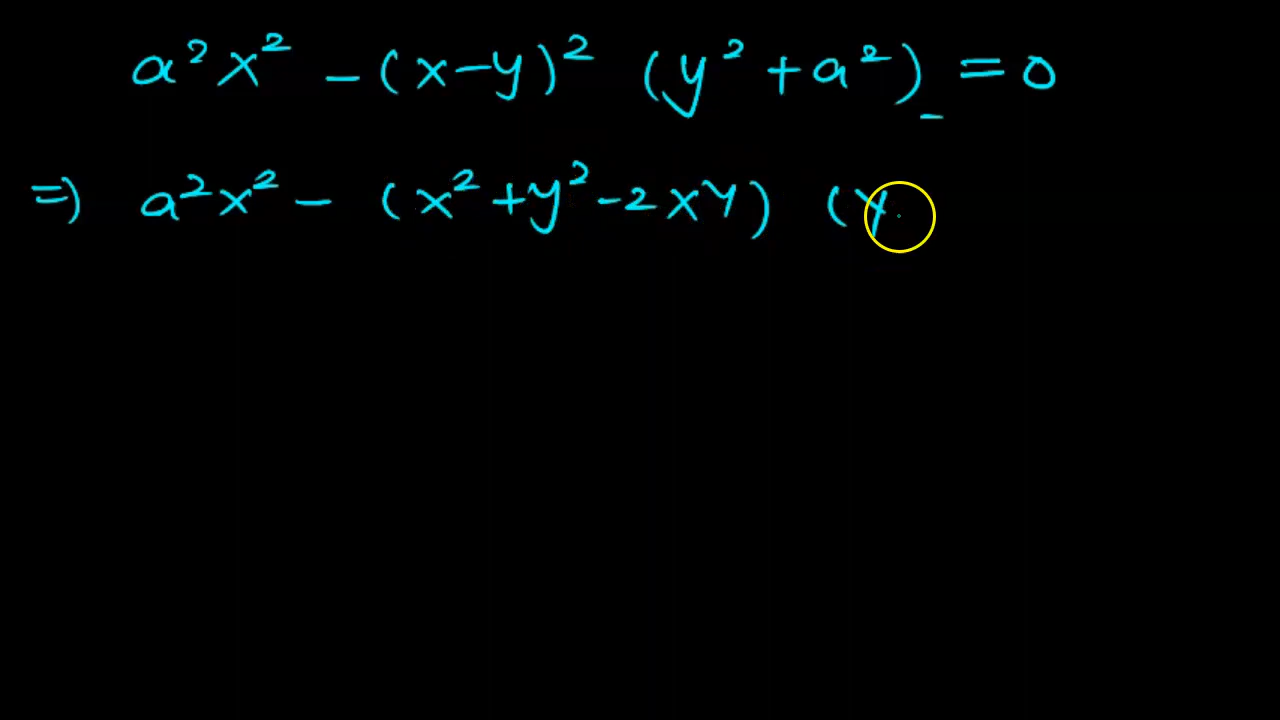 a²x² - (x-y)² (y² + a²) = 0
⇒) a²x² - (x² + y² - 2xy) (y